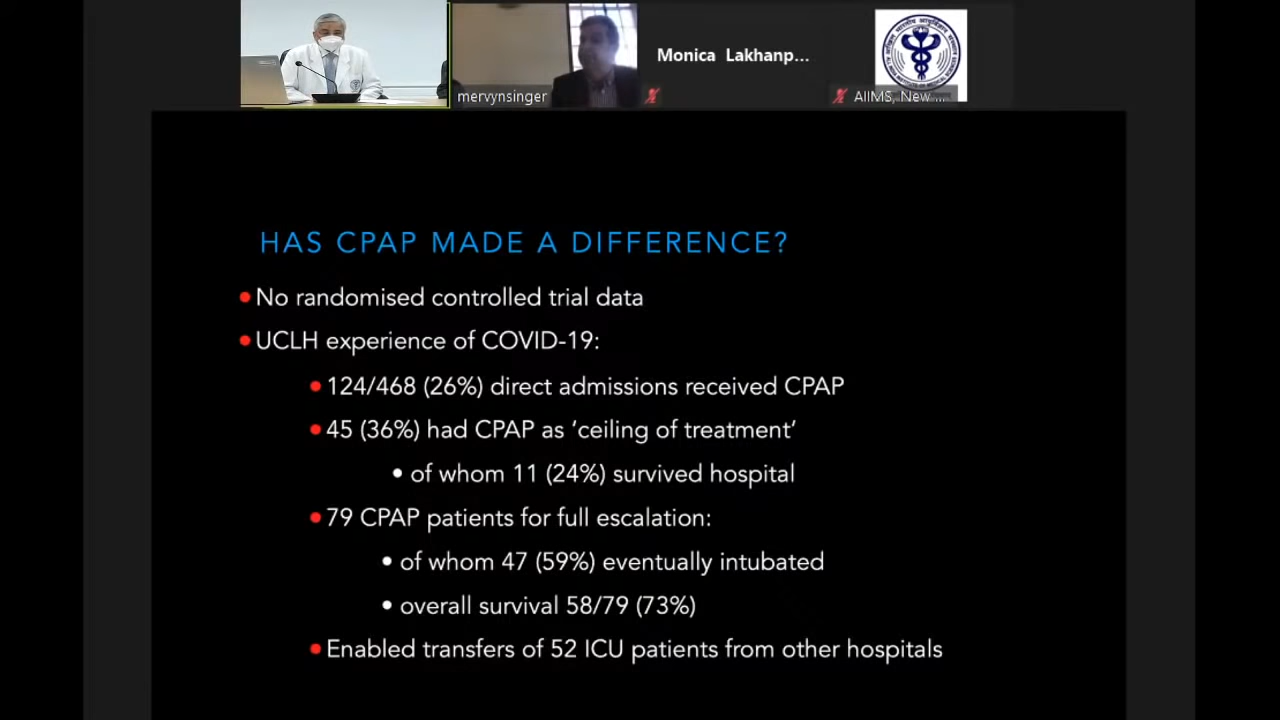 mervynsinger
Monica Lakhanp...
AIIMS, New ...
HAS CPAP MADE A DIFFERENCE?
• No randomised controlled trial data
• UCLH experience of COVID-19:
• 124/468 (26%) direct admissions received CPAP
• 45 (36%) had CPAP as ‘ceiling of treatment’
• of whom 11 (24%) survived hospital
• 79 CPAP patients for full escalation:
• of whom 47 (59%) eventually intubated
• overall survival 58/79 (73%)
• Enabled transfers of 52 ICU patients from other hospitals